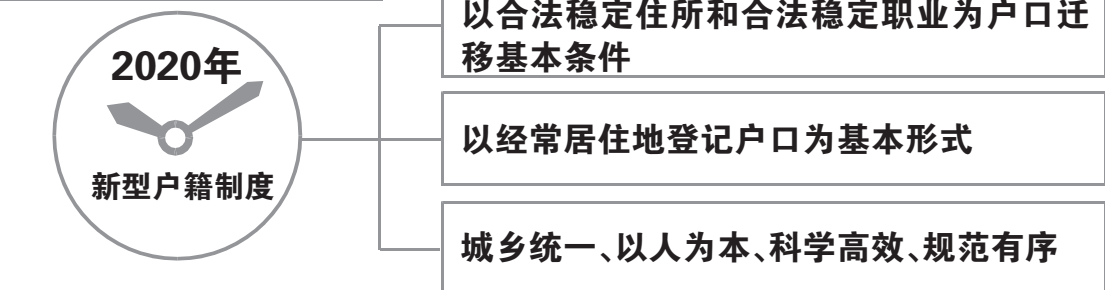 2020年
新型户籍制度
以合法稳定住所和合法稳定职业为户口迁
移基本条件
以经常居住地登记户口为基本形式
城乡统一、以人为本、科学高效、规范有序